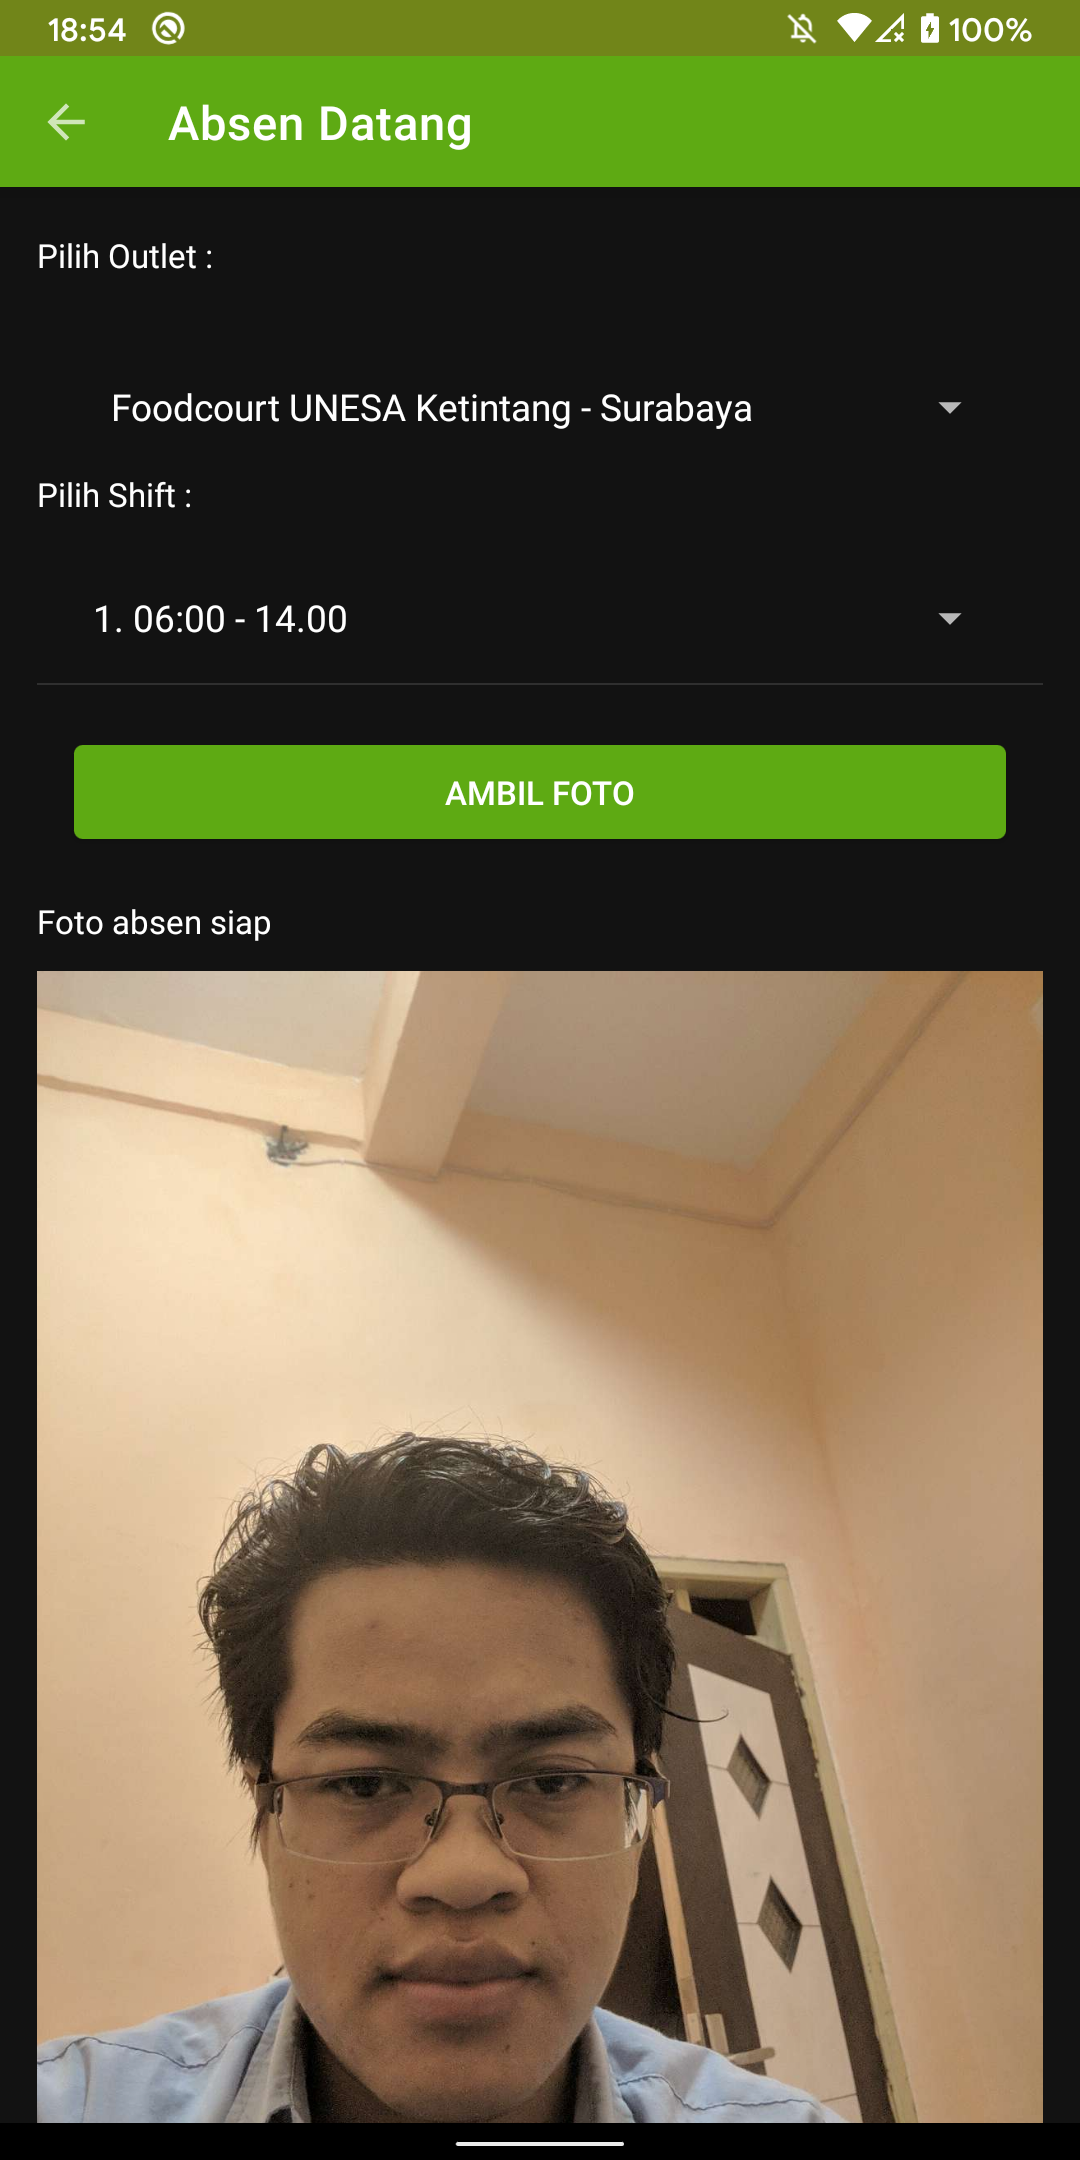 18:54 100%
Absen Datang
Pilih Outlet :
Foodcourt UNESA Ketintang - Surabaya
Pilih Shift :
1. 06:00 - 14.00
AMBIL FOTO
Foto absen siap